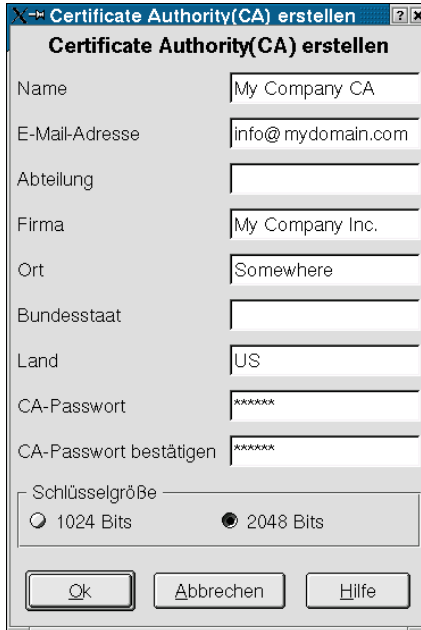 Certificate Authority(CA) erstellen
Certificate Authority(CA) erstellen
Name My Company CA
E-Mail-Adresse info@mydomain.com
Abteilung
Firma My Company Inc.
Ort Somewhere
Bundesstaat
Land US
CA-Passwort ******
CA-Passwort bestätigen ******
Schlüsselgröße
1024 Bits 2048 Bits
Ok Abbrechen Hilfe